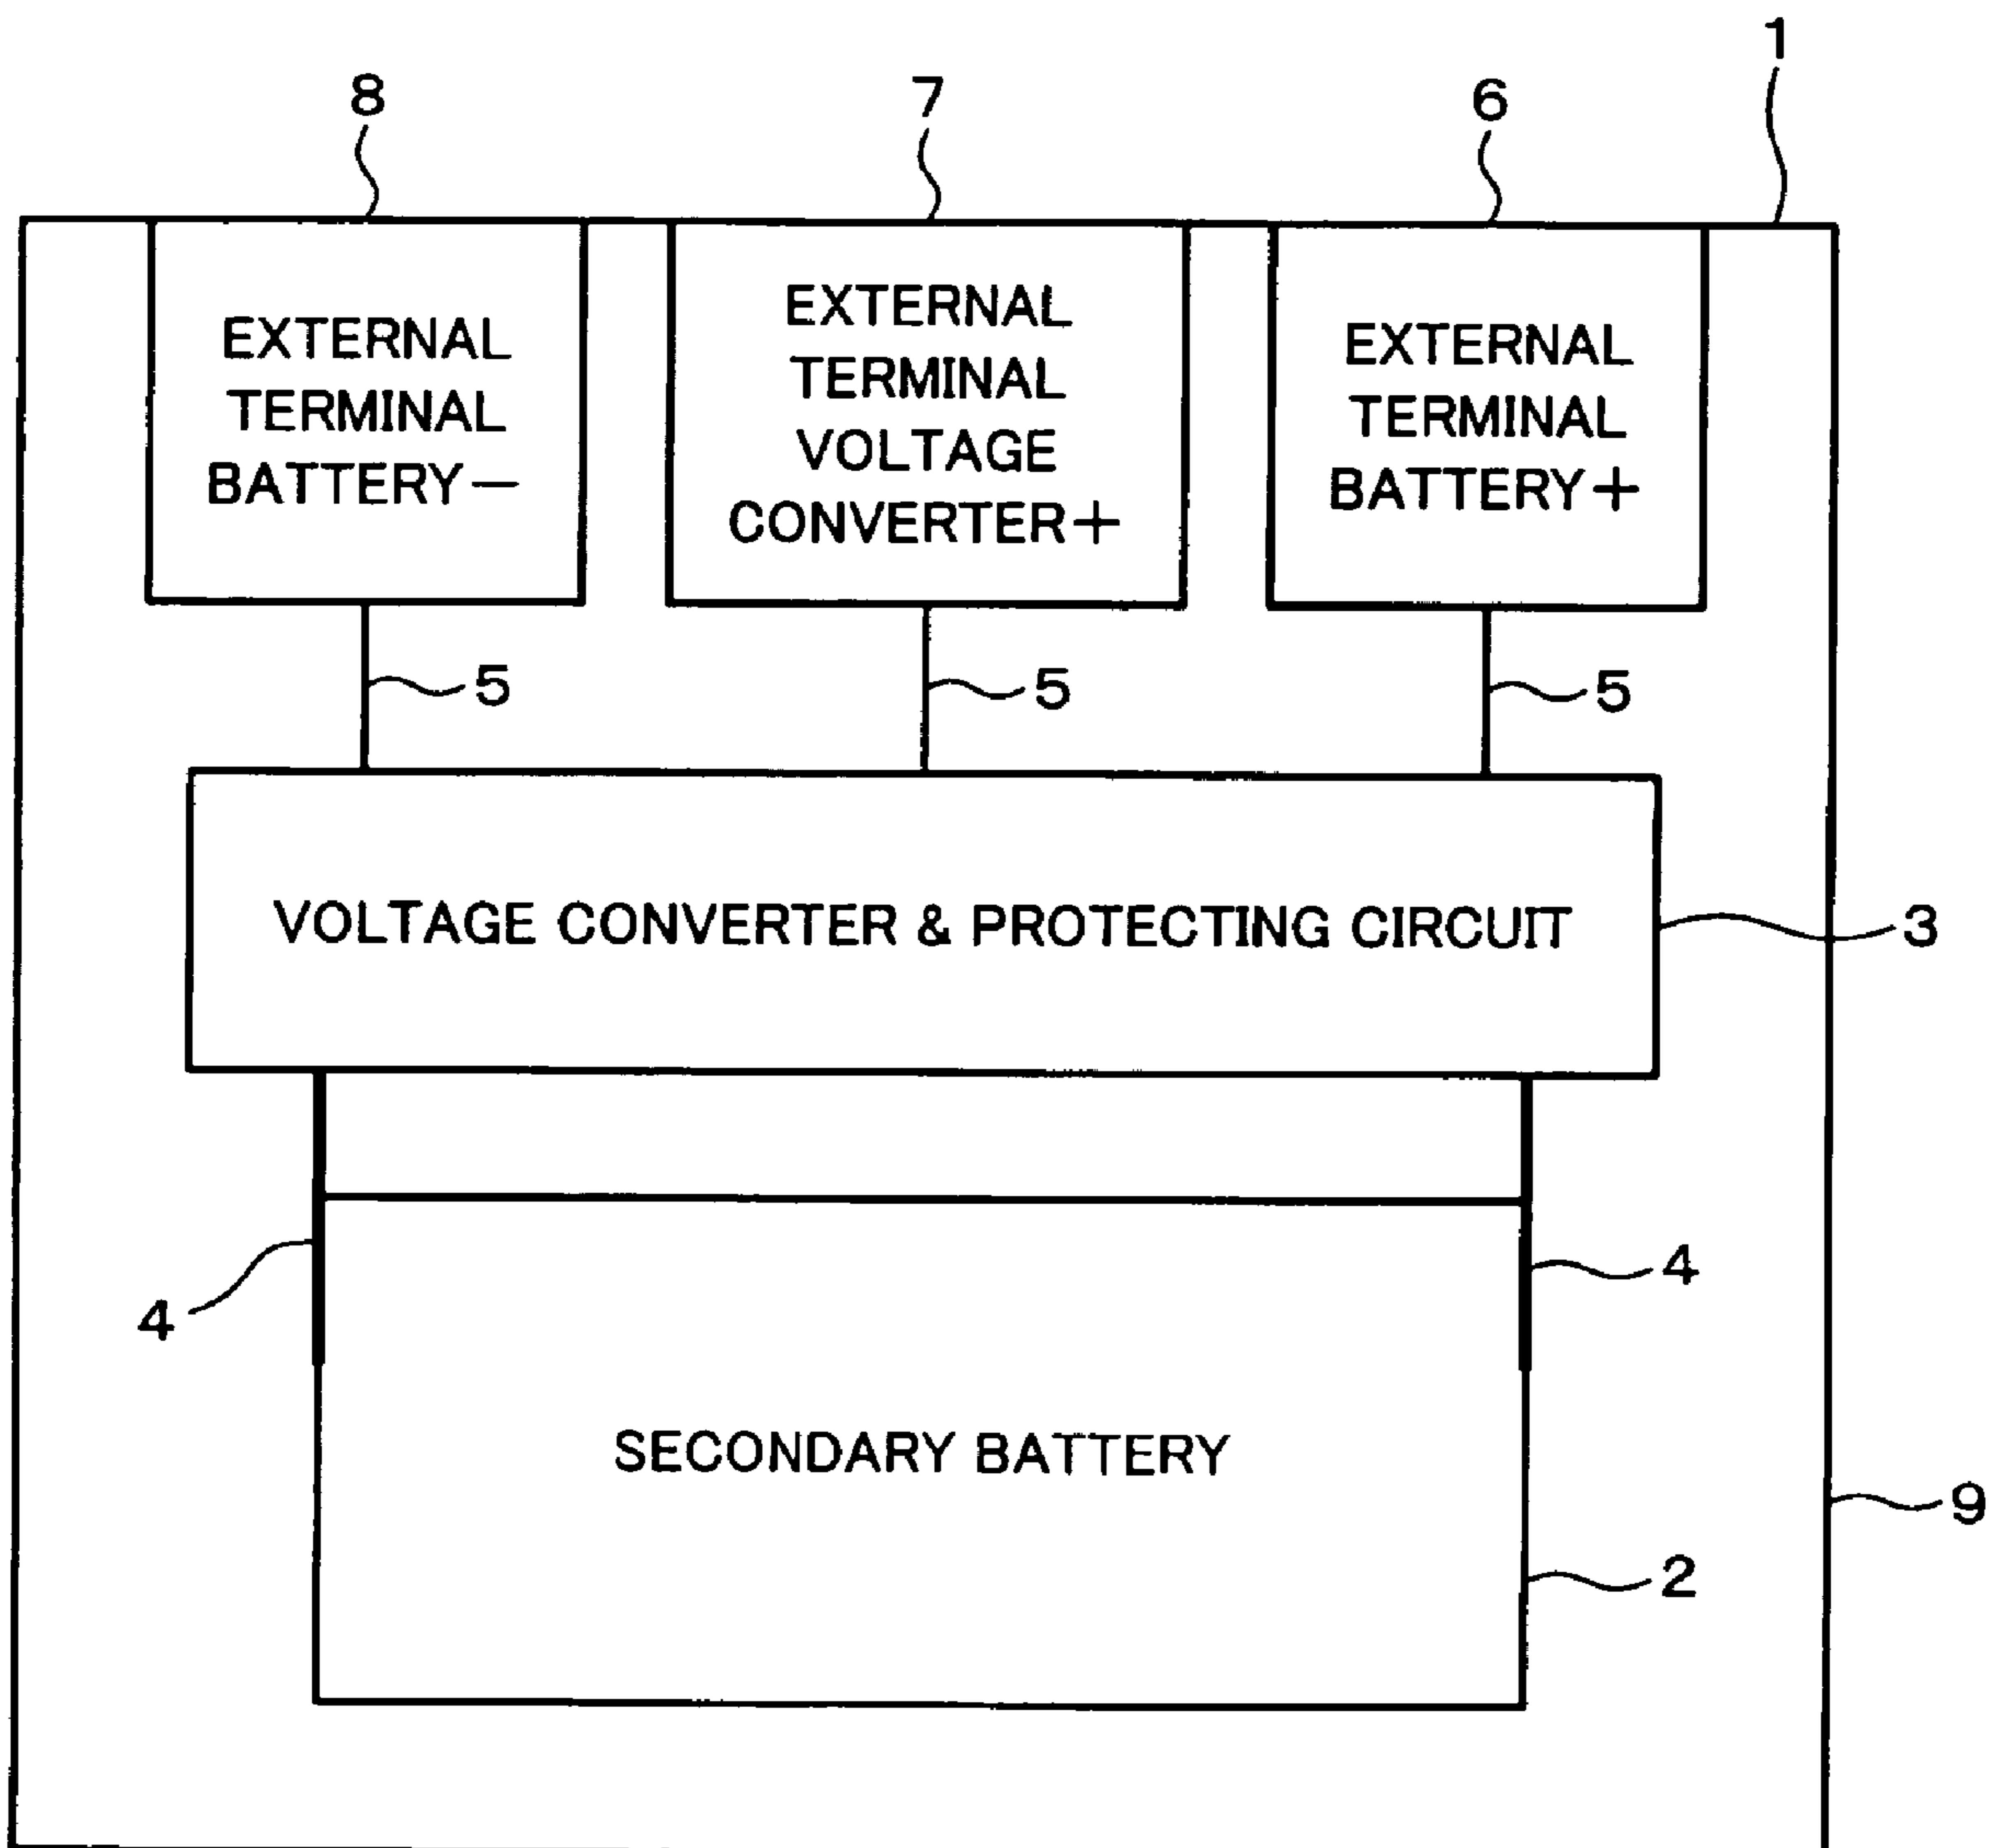 1
8
7
6
EXTERNAL
TERMINAL
BATTERY−
EXTERNAL
TERMINAL
VOLTAGE
CONVERTER+
EXTERNAL
TERMINAL
BATTERY+
5
5
5
VOLTAGE CONVERTER & PROTECTING CIRCUIT
3
4
4
SECONDARY BATTERY
9
2